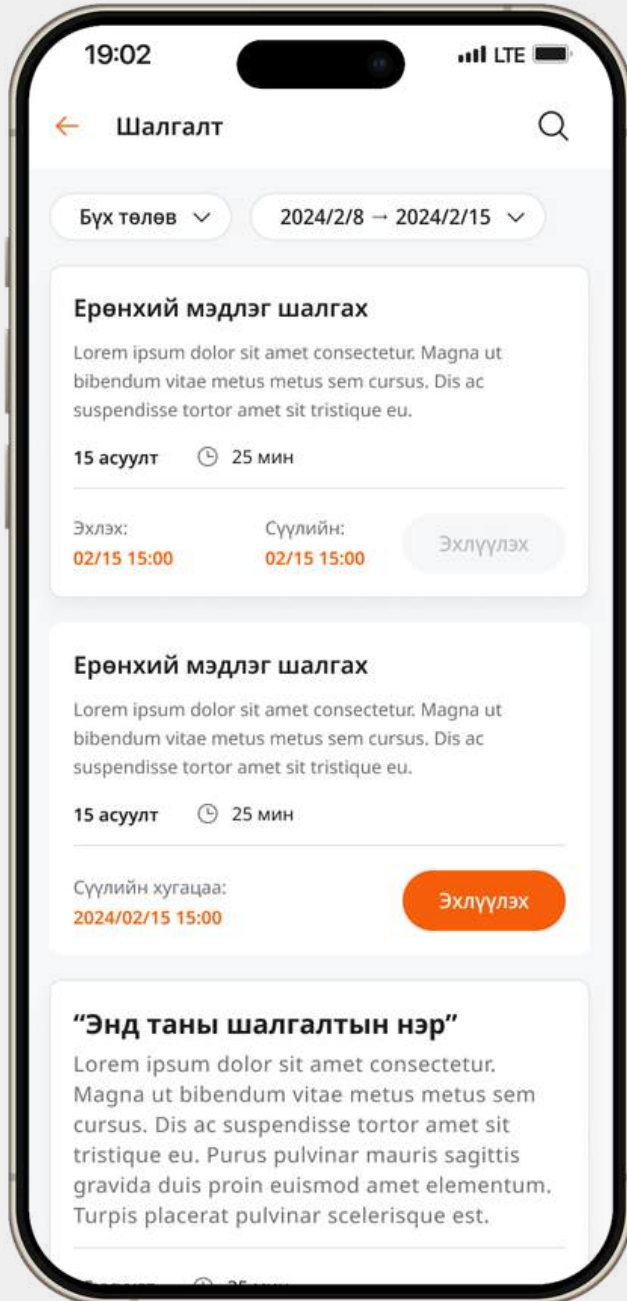 19:02
LTE
Шалгалт
Бүх төлөв
2024/2/8 → 2024/2/15
Ерөнхий мэдлэг шалгах
Lorem ipsum dolor sit amet consectetur. Magna ut
bibendum vitae metus metus sem cursus. Dis ac
suspendisse tortor amet sit tristique eu.
15 асуулт 25 мин
Эхлэх: Сүүлийн:
02/15 15:00 02/15 15:00
Эхлүүлэх
Ерөнхий мэдлэг шалгах
Lorem ipsum dolor sit amet consectetur. Magna ut
bibendum vitae metus metus sem cursus. Dis ac
suspendisse tortor amet sit tristique eu.
15 асуулт 25 мин
Сүүлийн хугацаа:
2024/02/15 15:00
Эхлүүлэх
“Энд таны шалгалтын нэр”
Lorem ipsum dolor sit amet consectetur.
Magna ut bibendum vitae metus metus sem
cursus. Dis ac suspendisse tortor amet sit
tristique eu. Purus pulvinar mauris sagittis
gravida duis proin euismod amet elementum.
Turpis placerat pulvinar scelerisque est.